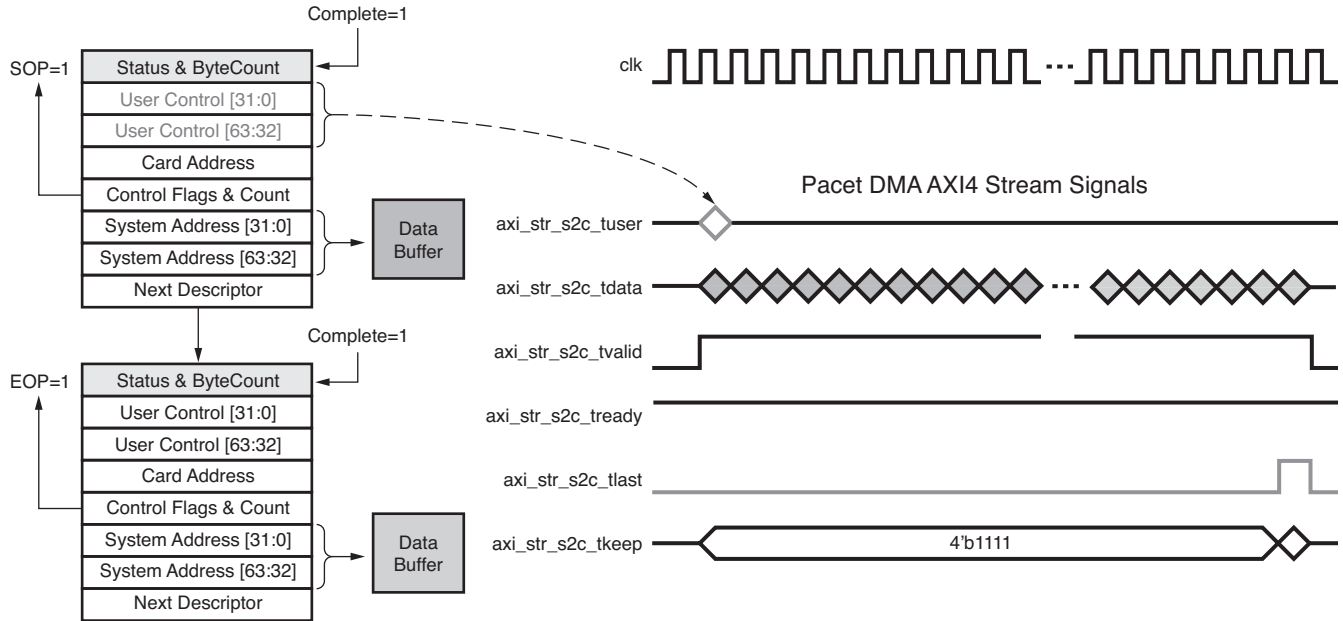 Complete=1
SOP=1
Status & ByteCount
User Control [31:0]
User Control [63:32]
Card Address
Control Flags & Count
System Address [31:0]
System Address [63:32]
Next Descriptor
Data
Buffer
Complete=1
EOP=1
Status & ByteCount
User Control [31:0]
User Control [63:32]
Card Address
Control Flags & Count
System Address [31:0]
System Address [63:32]
Next Descriptor
Data
Buffer
clk
Pacet DMA AXI4 Stream Signals
axi_str_s2c_tuser
axi_str_s2c_tdata
axi_str_s2c_tvalid
axi_str_s2c_tready
axi_str_s2c_tlast
axi_str_s2c_tkeep
4'b1111